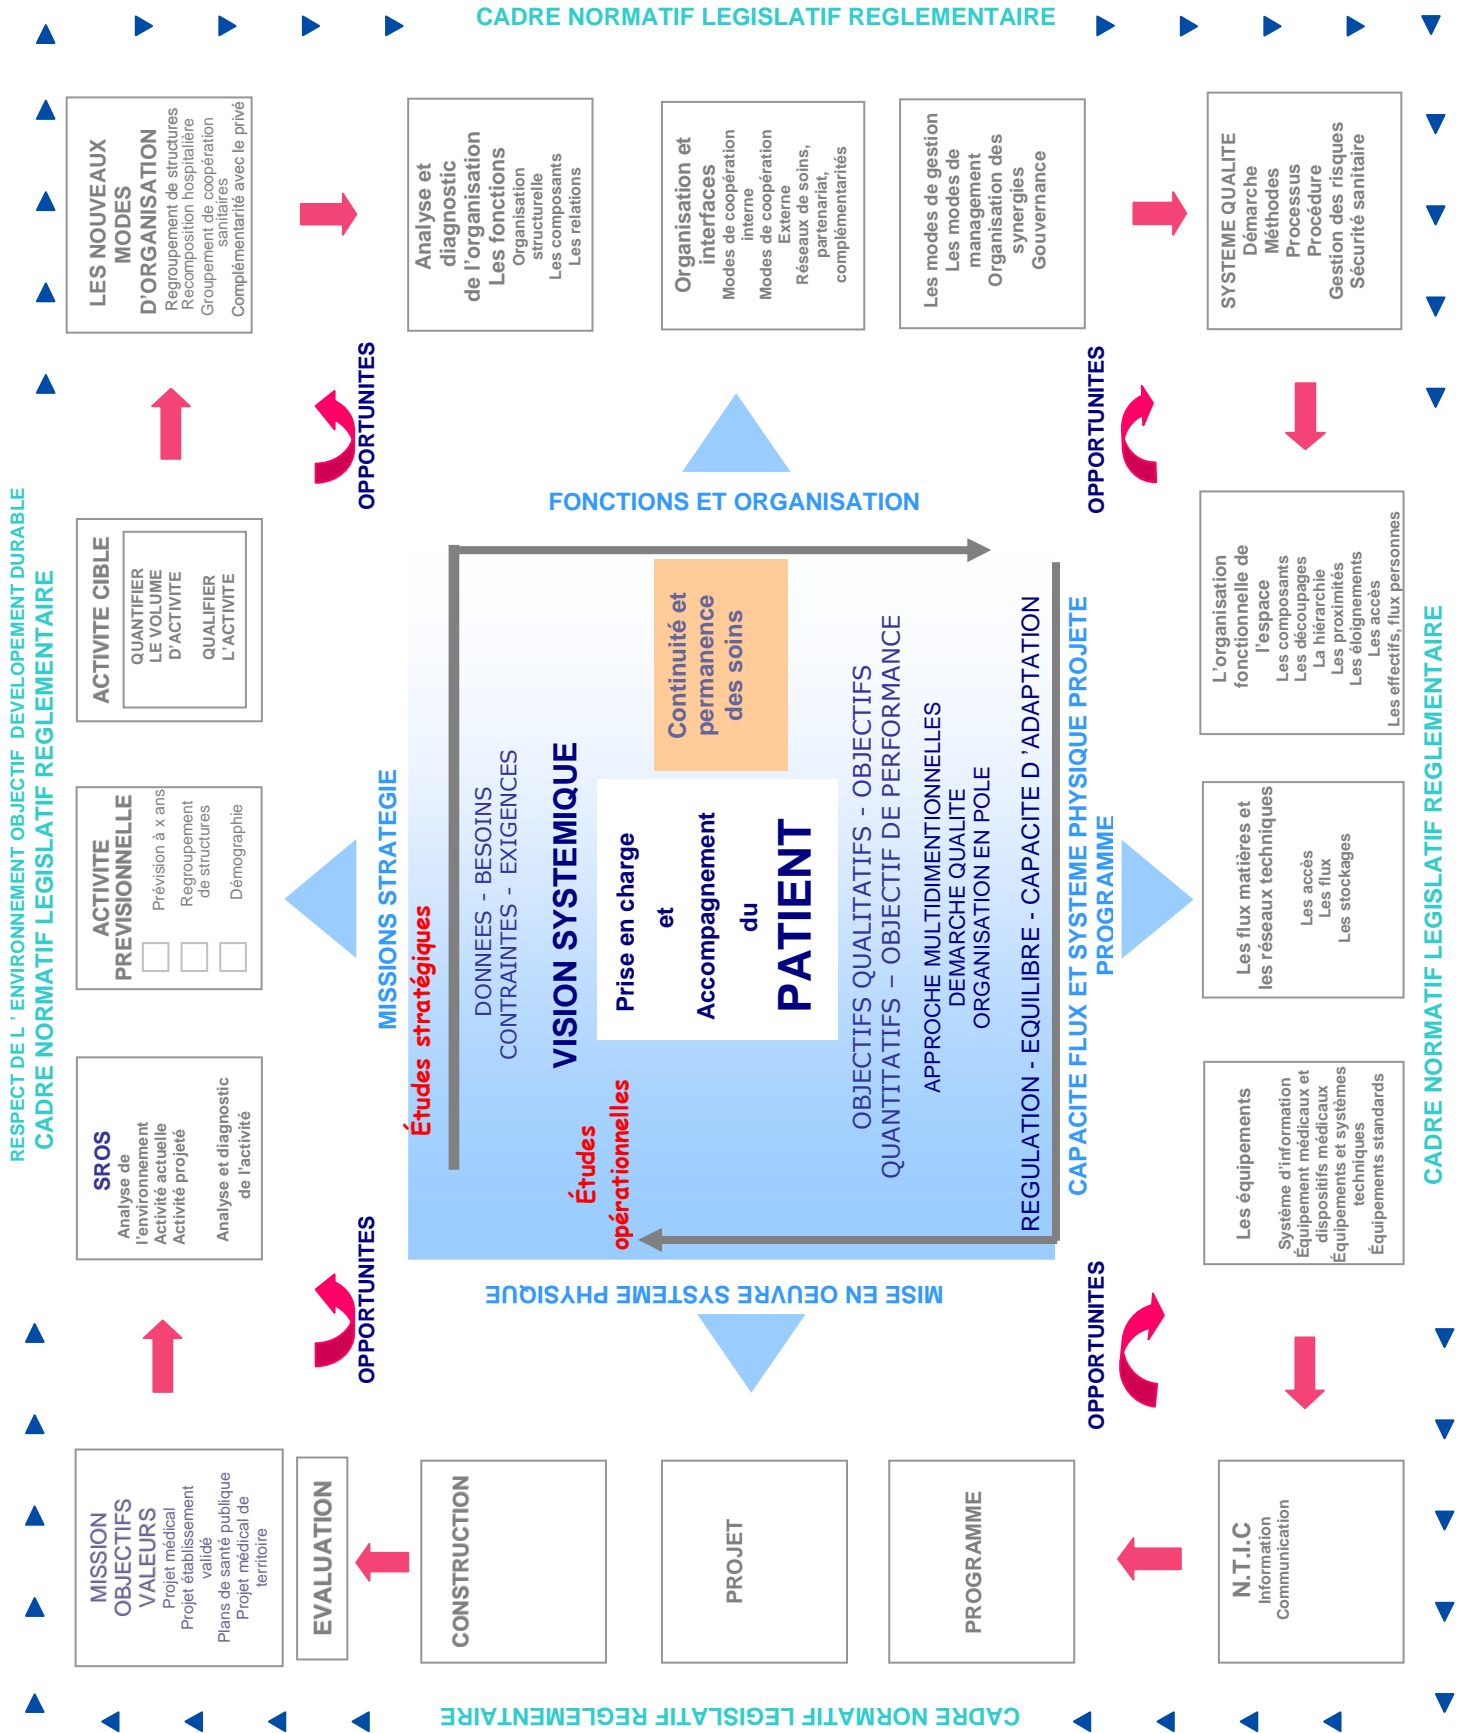 RESPECT DE L ’ ENVIRONNEMENT OBJECTIF DEVELOPEMENT DURABLE
CADRE NORMATIF LEGISLATIF REGLEMENTAIRE
MISSION
OBJECTIFS
VALEURS
Projet médical
Projet établissement
validé
Plans de santé publique
Projet médical de
territoire
SROS
Analyse de
l'environnement
Activité actuelle
Activité projeté
Analyse et diagnostic
de l'activité
ACTIVITE
PREVISIONNELLE
Prévision à x ans
Regroupement
de structures
Démographie
ACTIVITE CIBLE
QUANTIFIER
LE VOLUME
D'ACTIVITE
QUALIFIER
L'ACTIVITE
LES NOUVEAUX
MODES
D'ORGANISATION
Regroupement de structures
Recomposition hospitalière
Groupement de coopération
sanitaires
Complémentarité avec le privé
OPPORTUNITES
OPPORTUNITES
MISSIONS STRATEGIE
Études stratégiques
DONNEES - BESOINS
CONTRAINTES - EXIGENCES
VISION SYSTEMIQUE
Études
opérationnelles
Prise en charge
et
Accompagnement
du
PATIENT
Continuité et
permanence
des soins
OBJECTIFS QUALITATIFS - OBJECTIFS
QUANTITATIFS – OBJECTIF DE PERFORMANCE
APPROCHE MULTIDIMENTIONNELLES
DEMARCHE QUALITE
ORGANISATION EN POLE
REGULATION - EQUILIBRE - CAPACITE D ’ADAPTATION
CAPACITE FLUX ET SYSTEME PHYSIQUE PROJETE
PROGRAMME
FONCTIONS ET ORGANISATION
MISE EN OEUVRE SYSTEME PHYSIQUE
Analyse et
diagnostic
de l'organisation
Les fonctions
Organisation
structurelle
Les composants
Les relations
Organisation et
interfaces
Modes de coopération
interne
Modes de coopération
Externe
Réseaux de soins,
partenariat,
complémentarités
Les modes de gestion
Les modes de
management
Organisation des
synergies
Gouvernance
CADRE NORMATIF LEGISLATIF REGLEMENTAIRE
EVALUATION
CONSTRUCTION
PROJET
PROGRAMME
CADRE NORMATIF LEGISLATIF REGLEMENTAIRE
OPPORTUNITES
OPPORTUNITES
N.T.I.C
Information
Communication
Les équipements
Système d'information
Équipement médicaux et
dispositifs médicaux
Équipements et systèmes
techniques
Équipements standards
Les flux matières et
les réseaux techniques
Les accès
Les flux
Les stockages
L'organisation
fonctionnelle de
l'espace
Les composants
Les découpages
La hiérarchie
Les proximités
Les éloignements
Les accès
Les effectifs, flux personnes
SYSTEME QUALITE
Démarche
Méthodes
Processus
Procédure
Gestion des risques
Sécurité sanitaire
CADRE NORMATIF LEGISLATIF REGLEMENTAIRE